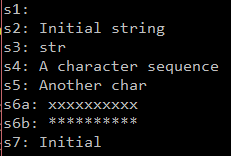 s1:
s2: Initial string
s3: str
s4: A character sequence
s5: Another char
s6a: xxxxxxxxxx
s6b: **********
s7: Initial